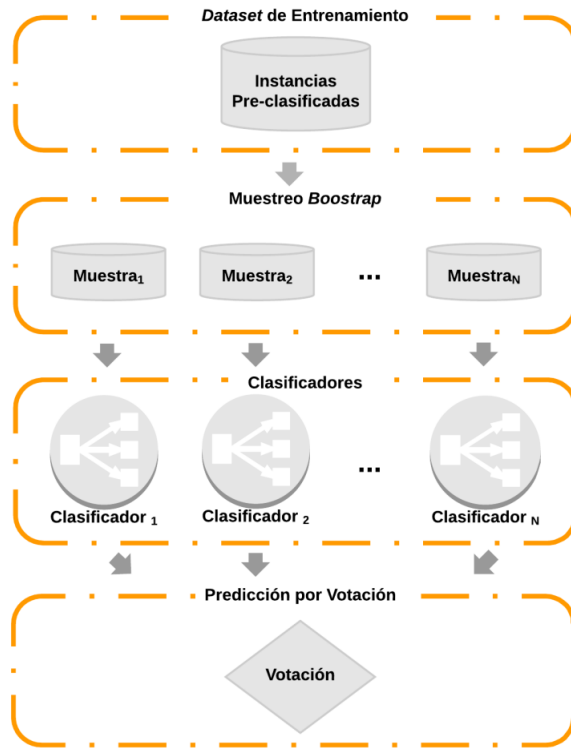 Dataset de Entrenamiento
Instancias
Pre-clasificadas
Muestreo Boostrap
Muestra1
Muestra2
...
MuestraN
Clasificadores
...
Clasificador 1
Clasificador 2
Clasificador N
Predicción por Votación
Votación